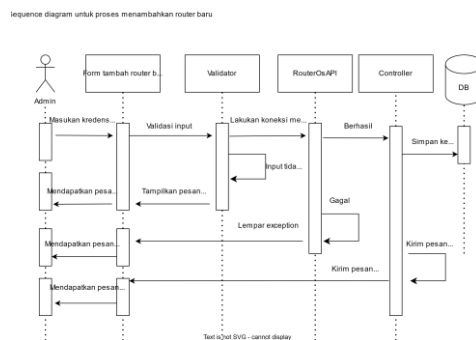 Sequence diagram untuk proses menambahkan router baru
Form tambah router b...
Validator
RouterOsAPI
Controller
DB
Admin
Masukan kredens...
Validasi input
Lakukan koneksi me...
Berhasil
Simpan ke...
Input tida...
Mendapatkan pesa...
Tampilkan pesan...
Gagal
Lempar exception
Mendapatkan pesan...
Kirim pesan...
Kirim pesan...
Mendapatkan pesan...
Text is not SVG - cannot display